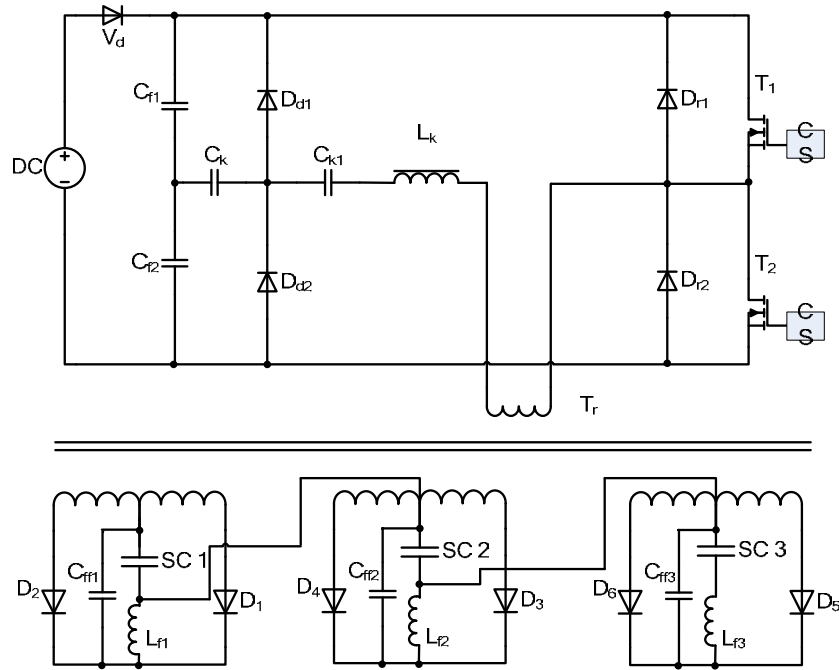 V_d
C_f1
D_d1
D_r1
T_1
C
S
DC
+
−
C_k
C_k1
L_k
C_f2
D_d2
D_r2
T_2
C
S
T_r
D_2
C_ff1
SC 1
D_1
L_f1
D_4
C_ff2
SC 2
D_3
L_f2
D_6
C_ff3
SC 3
D_5
L_f3